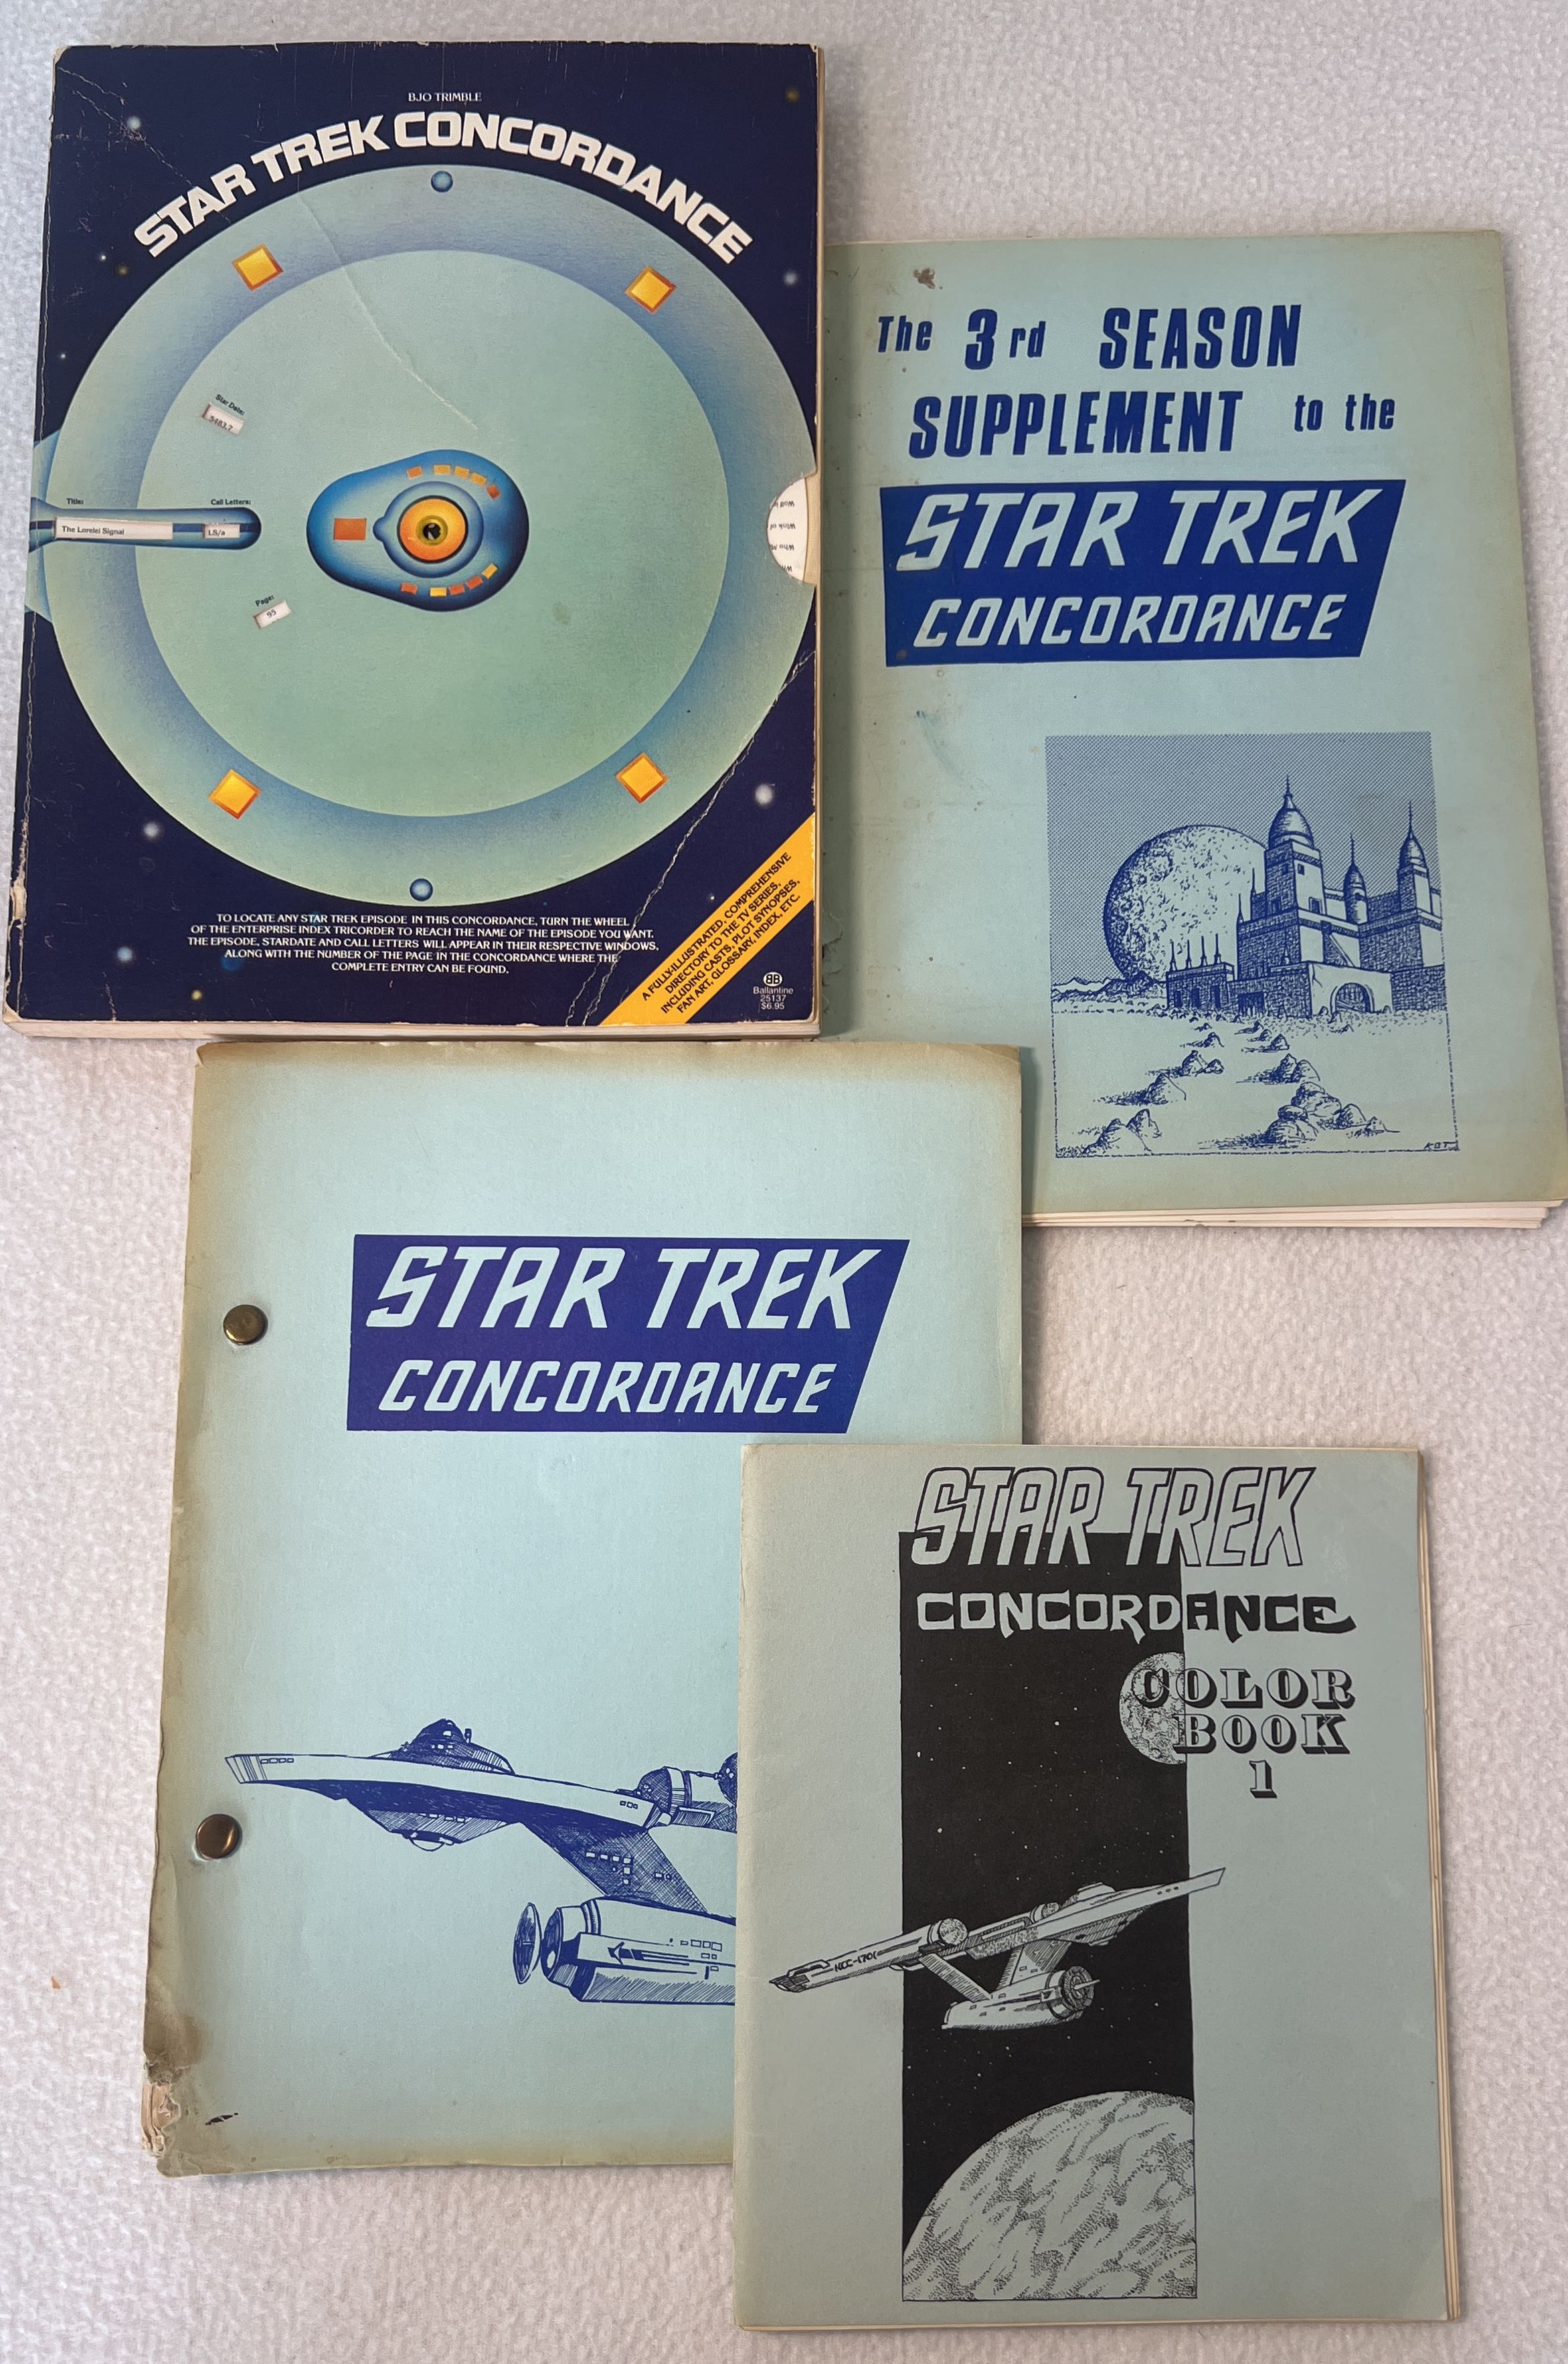 BJO TRIMBLE
STAR TREK CONCORDANCE
Star Date:
5483.7
Title:
Call Letters:
The Lorelei Signal
LS/a
Page:
95
TO LOCATE ANY STAR TREK EPISODE IN THIS CONCORDANCE, TURN THE WHEEL
OF THE ENTERPRISE INDEX TRICORDER TO REACH THE NAME OF THE EPISODE YOU WANT.
THE EPISODE, STARDATE AND CALL LETTERS WILL APPEAR IN THEIR RESPECTIVE WINDOWS,
ALONG WITH THE NUMBER OF THE PAGE IN THE CONCORDANCE WHERE THE
COMPLETE ENTRY CAN BE FOUND.
A FULLY-ILLUSTRATED, COMPREHENSIVE
DIRECTORY TO THE TV SERIES,
INCLUDING CASTS, PLOT SYNOPSES,
FAN ART, GLOSSARY, INDEX, ETC.
BB
Ballantine
25137
$6.95
The 3rd SEASON
SUPPLEMENT to the
STAR TREK
CONCORDANCE
STAR TREK
CONCORDANCE
STAR TREK
CONCORDANCE
COLOR
BOOK
1
NCC-1701